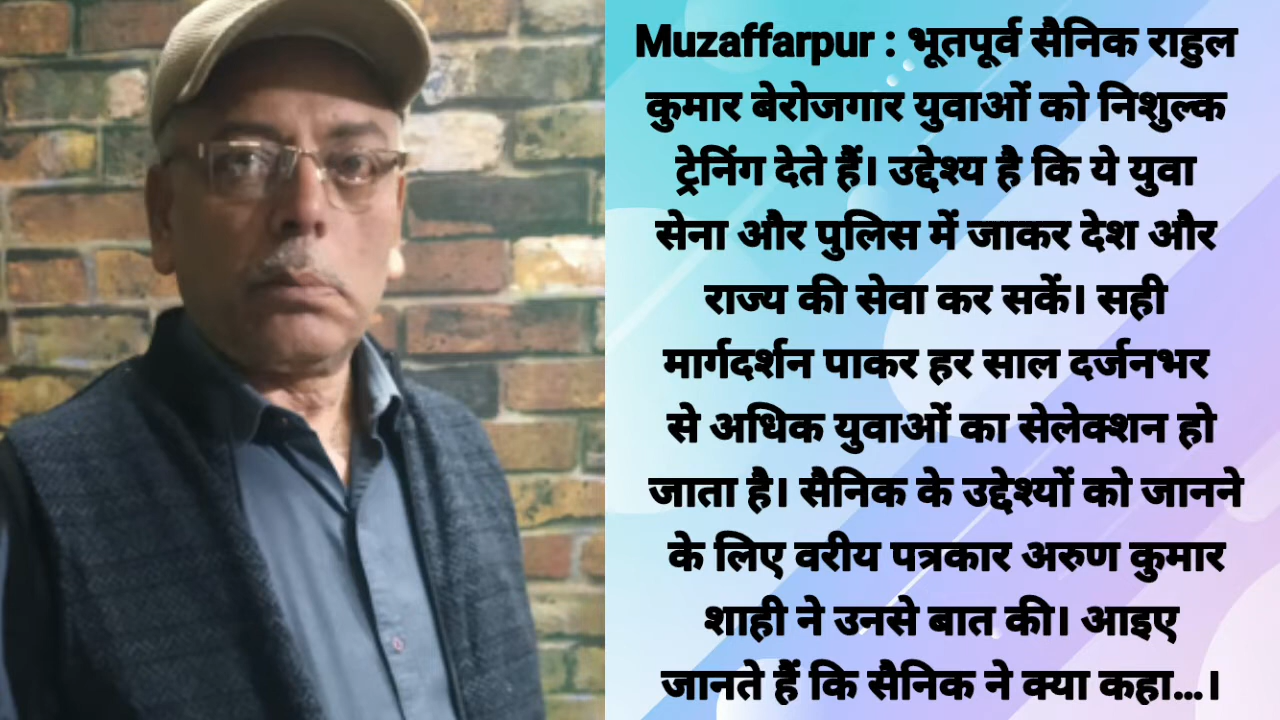 Muzaffarpur : भूतपूर्व सैनिक राहुल
कुमार बेरोजगार युवाओं को निशुल्क
ट्रेनिंग देते हैं। उद्देश्य है कि ये युवा
सेना और पुलिस में जाकर देश और
राज्य की सेवा कर सकें। सही
मार्गदर्शन पाकर हर साल दर्जनभर
से अधिक युवाओं का सेलेक्शन हो
जाता है। सैनिक के उद्देश्यों को जानने
के लिए वरीय पत्रकार अरुण कुमार
शाही ने उनसे बात की। आइए
जानते हैं कि सैनिक ने क्या कहा...।